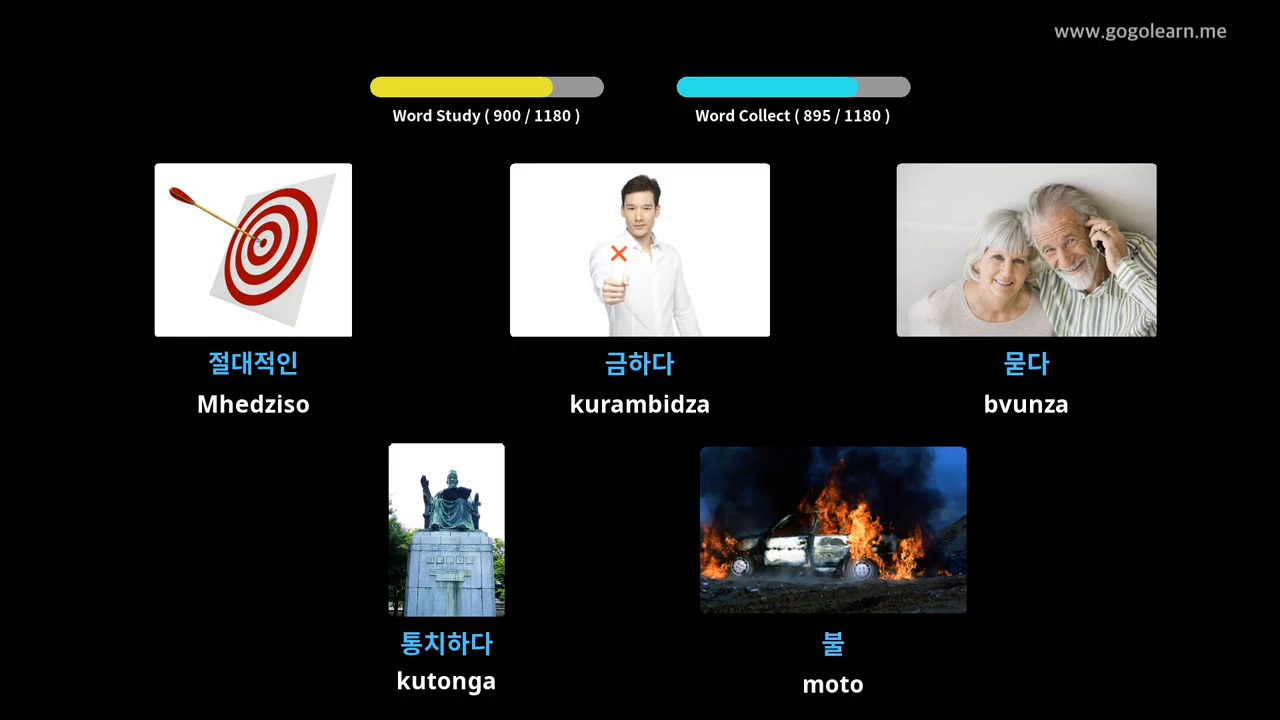 www.gogolearn.me
Word Study ( 900 / 1180 )
Word Collect ( 895 / 1180 )
절대적인
금하다
묻다
Mhedziso
kurambidza
bvunza
통치하다
불
kutonga
moto